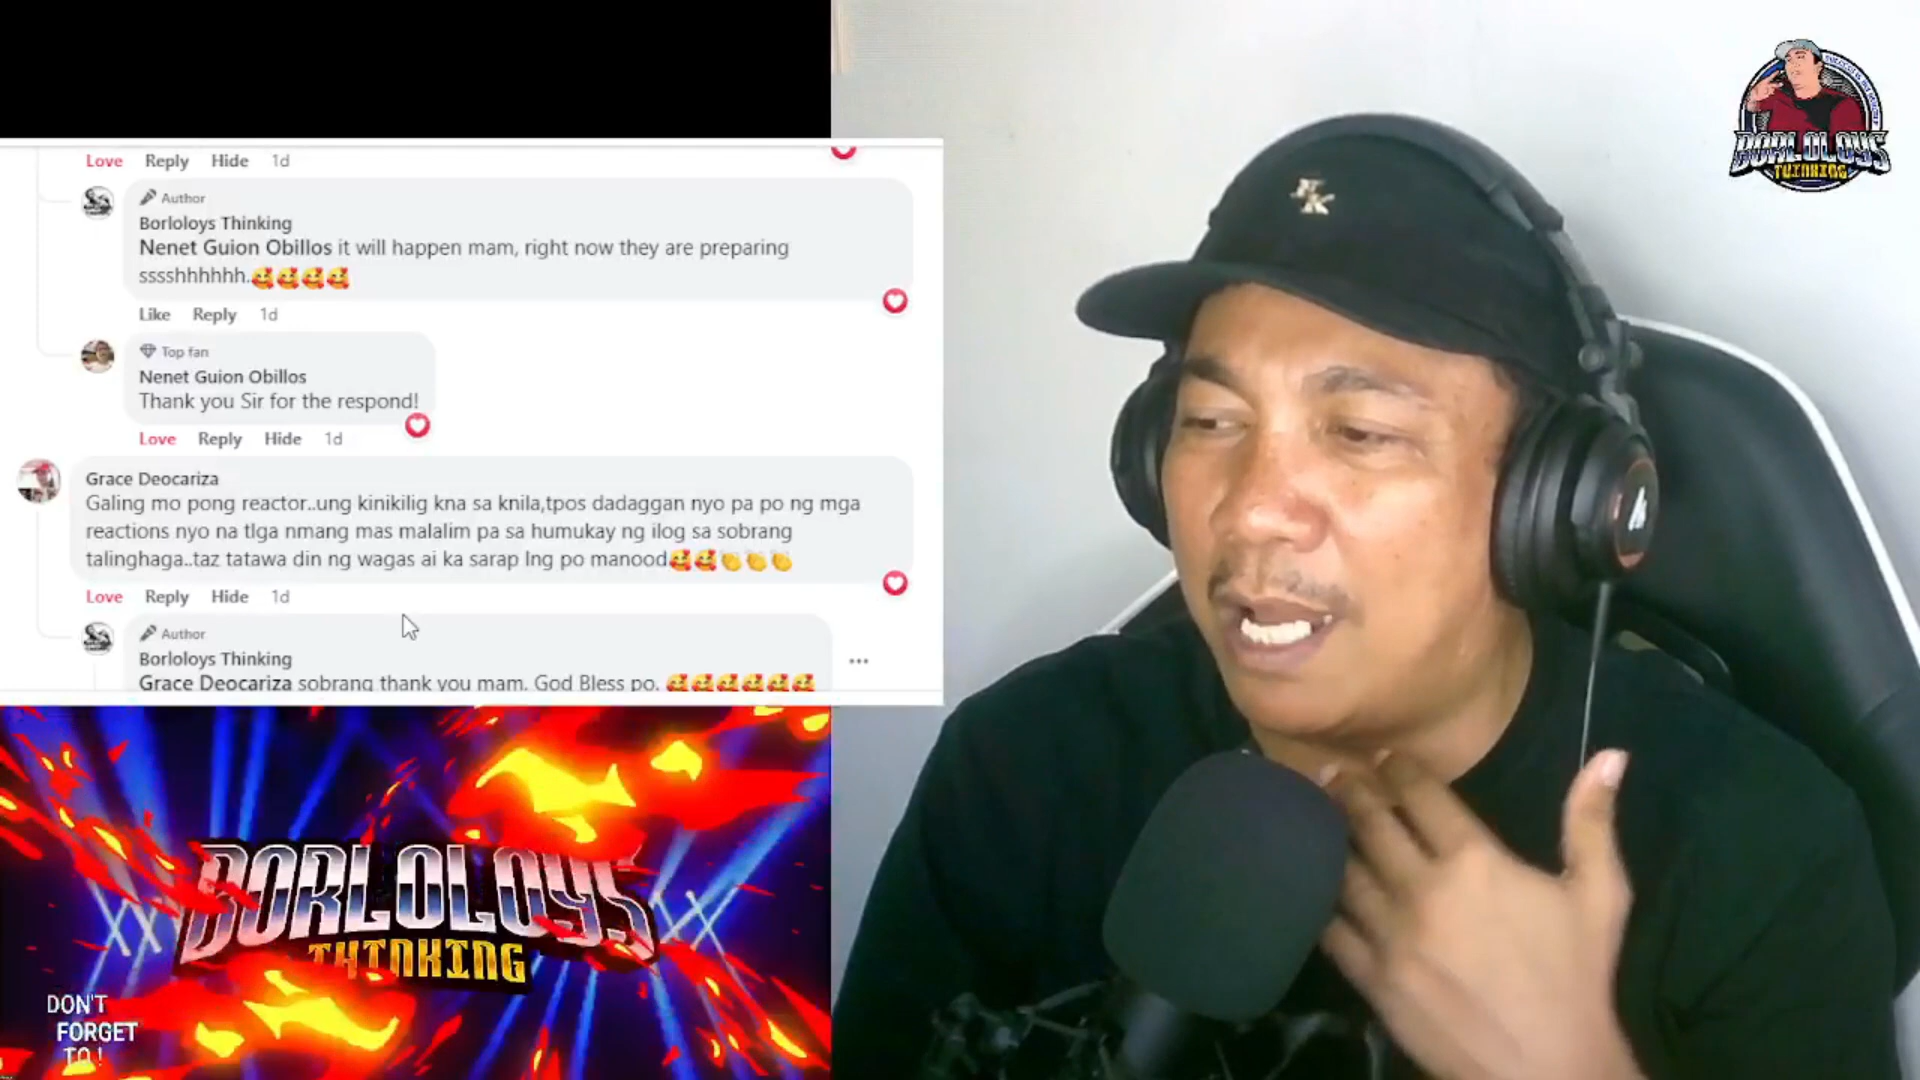 Love Reply Hide 1d
Author
Borloloys Thinking
Nenet Guion Obillos it will happen mam, right now they are preparing
sssshhhhhh.🥰🥰🥰🥰
Like Reply 1d
Top fan
Nenet Guion Obillos
Thank you Sir for the respond!
Love Reply Hide 1d
Grace Deocariza
Galing mo pong reactor..ung kinikilig kna sa knila,tpos dadaggan nyo pa po ng mga
reactions nyo na tlga nmang mas malalim pa sa humukay ng ilog sa sobrang
talinghaga..taz tatawa din ng wagas ai ka sarap lng po manood🥰🥰👏👏👏
Love Reply Hide 1d
Author
Borloloys Thinking
Grace Deocariza sobrang thank you mam. God Bless po. 🥰🥰🥰🥰🥰🥰
BORLOLOYS
THINKING
DON'T
FORGET
TO!
BORLOLOYS
THINKING